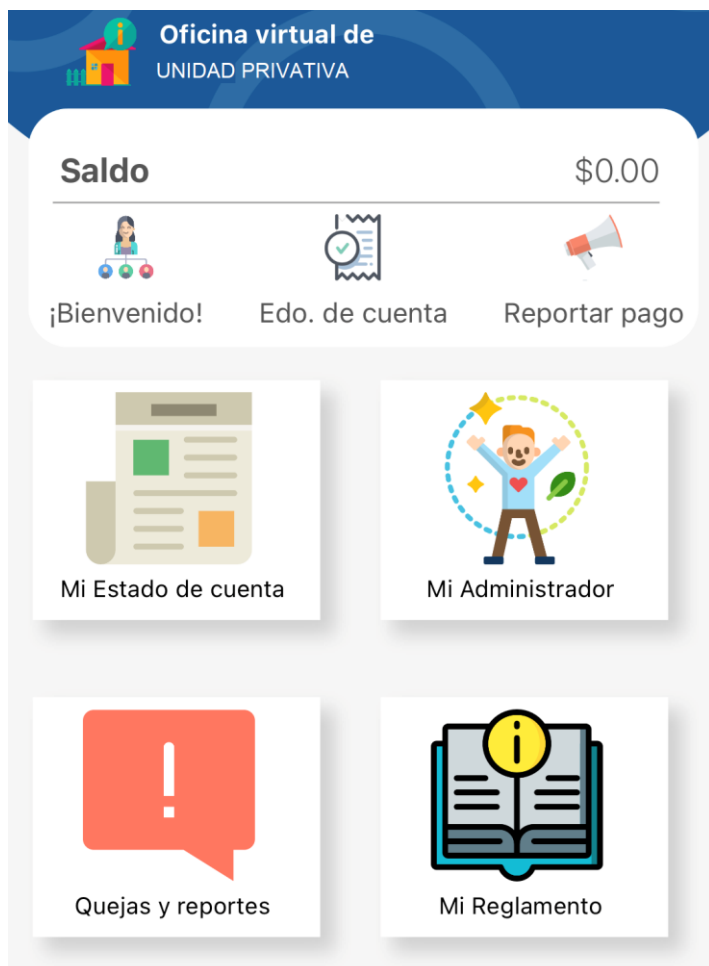 Oficina virtual de
UNIDAD PRIVATIVA
Saldo $0.00
¡Bienvenido! Edo. de cuenta Reportar pago
Mi Estado de cuenta Mi Administrador
Quejas y reportes Mi Reglamento